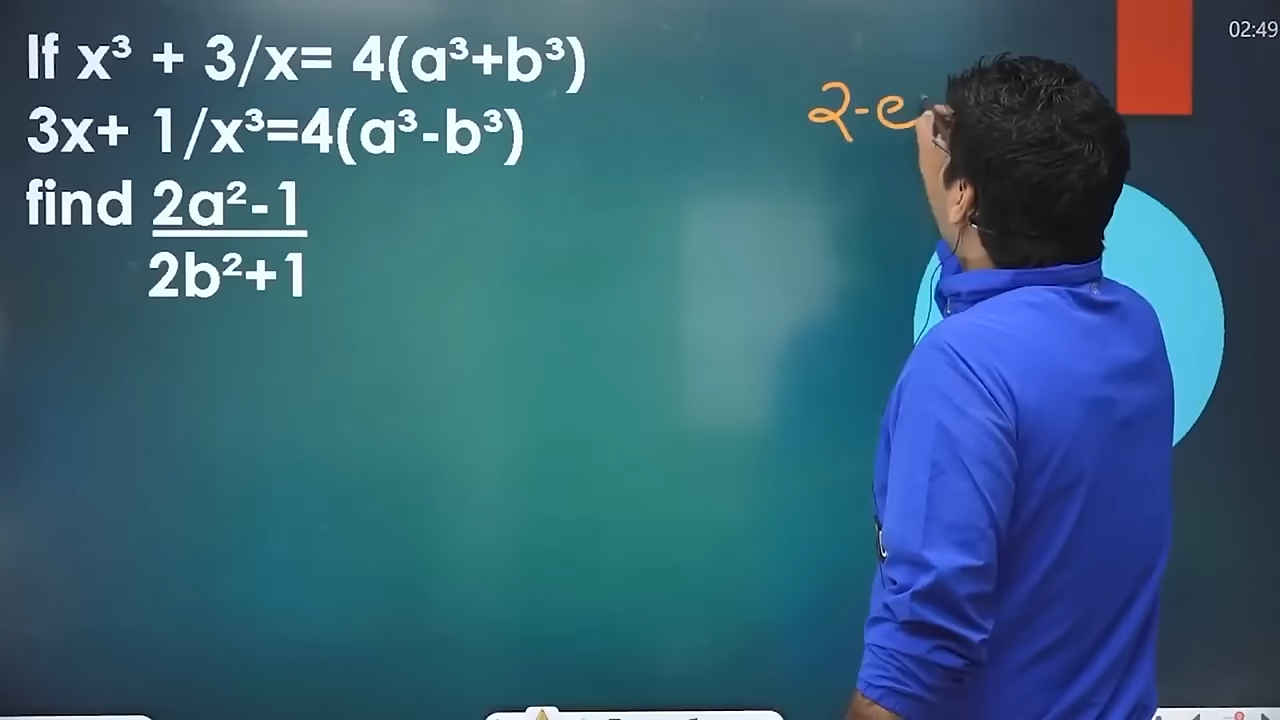 If x³ + 3/x= 4(a³+b³)
3x+ 1/x³=4(a³-b³)
find 2a²-1
2b²+1
2-e
02:49